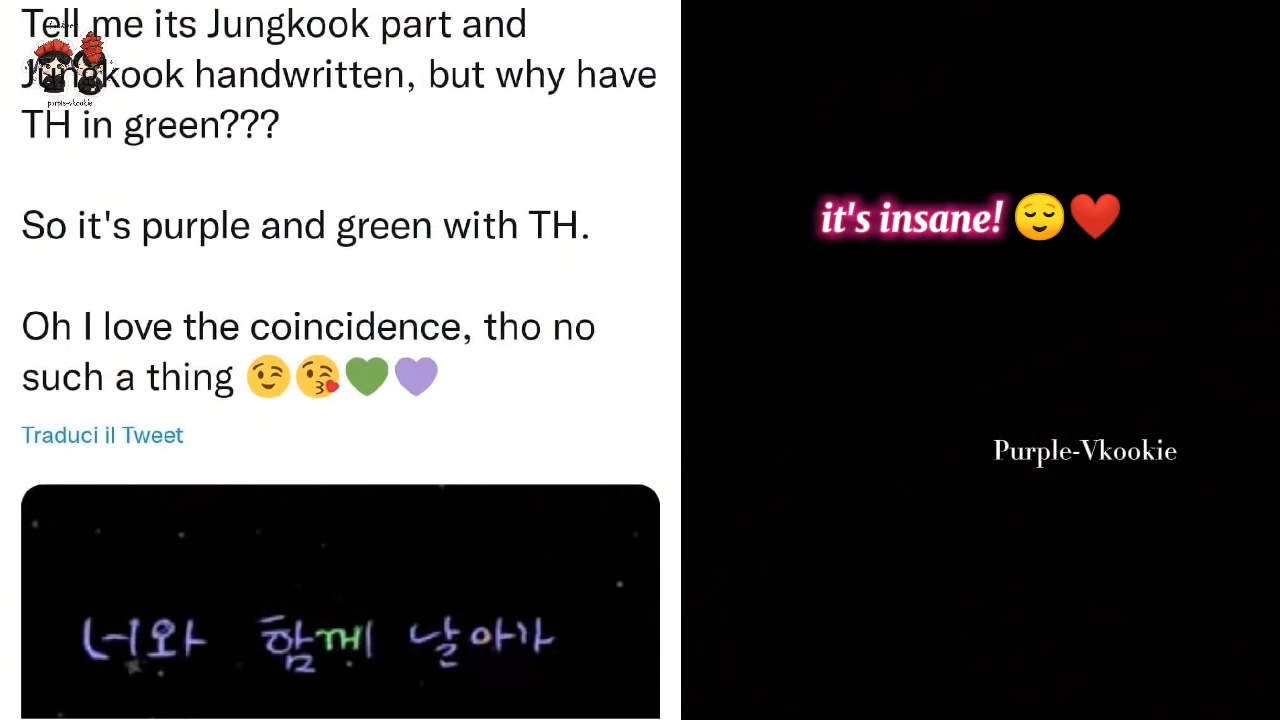 Tell me its Jungkook part and
Jungkook handwritten, but why have
TH in green???
So it's purple and green with TH.
Oh I love the coincidence, tho no
such a thing 😉😘💚💜
Traduci il Tweet
너와 함께 날아가
it's insane! 😌❤️
Purple-Vkookie
purple-vkookie